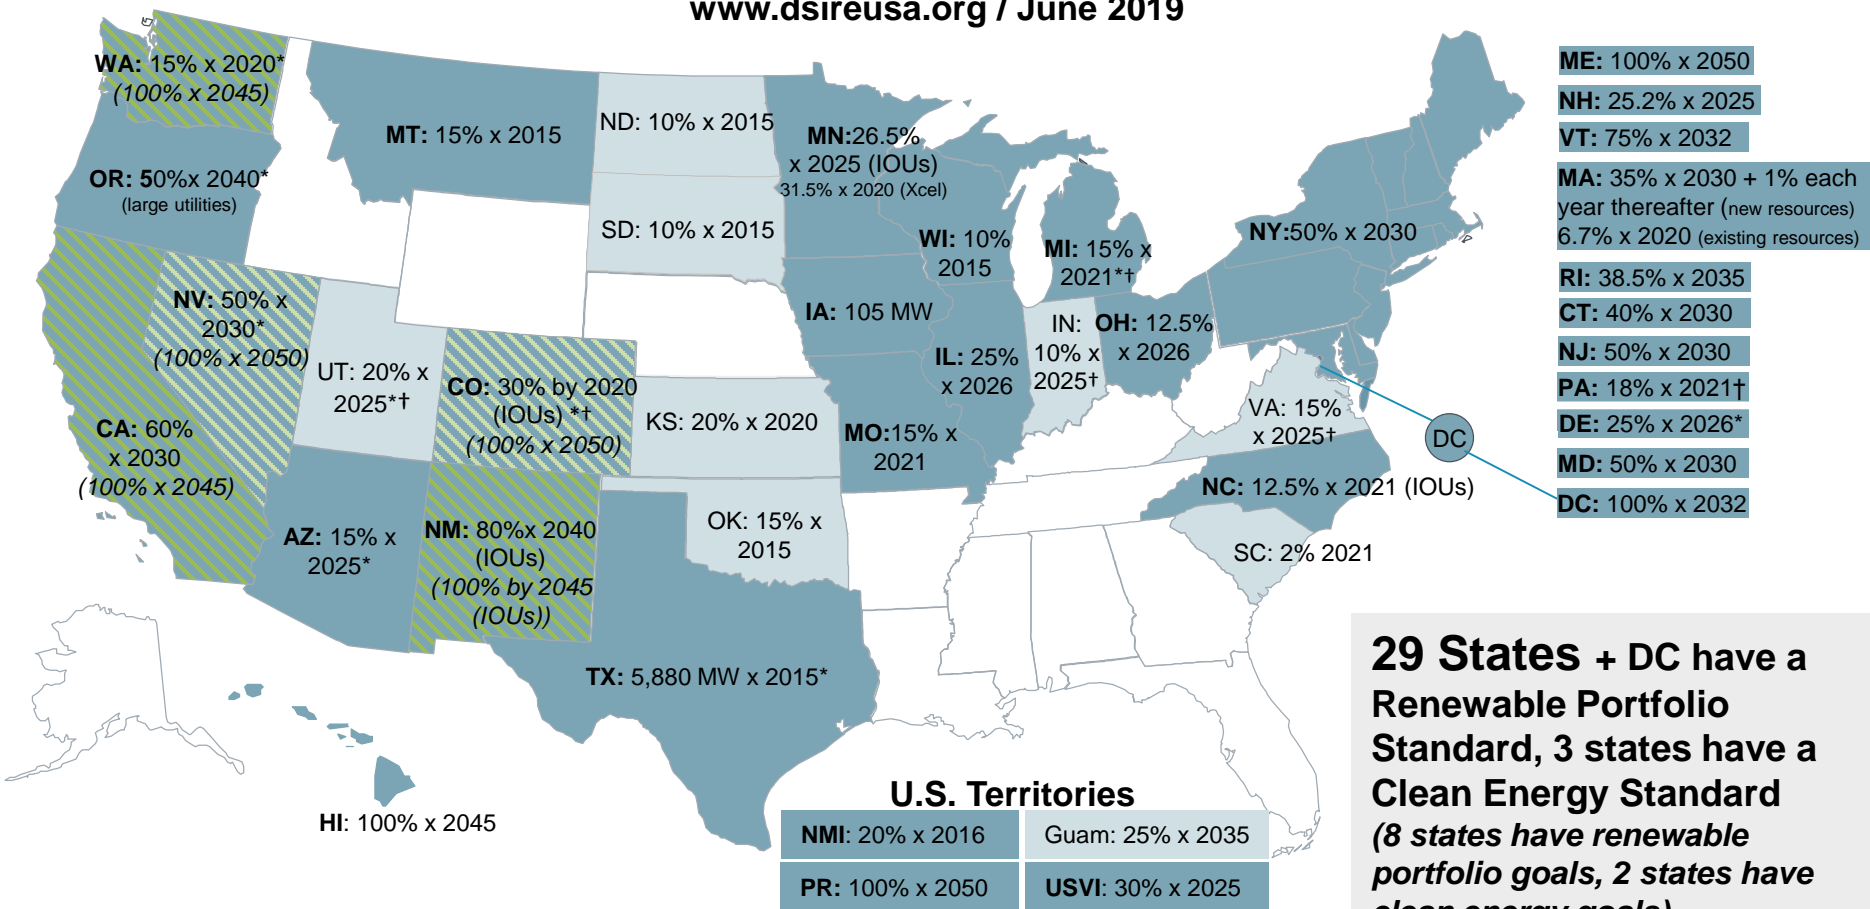 www.dsireusa.org / June 2019
WA: 15% x 2020*
(100% x 2045)
OR: 50%x 2040*
(large utilities)
MT: 15% x 2015
ND: 10% x 2015
SD: 10% x 2015
MN:26.5%
x 2025 (IOUs)
31.5% x 2020 (Xcel)
WI: 10%
2015
MI: 15% x
2021*†
NY:50% x 2030
NV: 50% x
2030*
(100% x 2050)
UT: 20% x
2025*†
CO: 30% by 2020
(IOUs) *†
(100% x 2050)
CA: 60%
x 2030
(100% x 2045)
IA: 105 MW
IL: 25%
x 2026
IN:
10% x
2025†
OH: 12.5%
x 2026
KS: 20% x 2020
MO:15% x
2021
VA: 15%
x 2025†
DC
NC: 12.5% x 2021 (IOUs)
SC: 2% 2021
AZ: 15% x
2025*
NM: 80%x 2040
(IOUs)
(100% by 2045
(IOUs))
OK: 15% x
2015
TX: 5,880 MW x 2015*
HI: 100% x 2045
ME: 100% x 2050
NH: 25.2% x 2025
VT: 75% x 2032
MA: 35% x 2030 + 1% each
year thereafter (new resources)
6.7% x 2020 (existing resources)
RI: 38.5% x 2035
CT: 40% x 2030
NJ: 50% x 2030
PA: 18% x 2021†
DE: 25% x 2026*
MD: 50% x 2030
DC: 100% x 2032
U.S. Territories
NMI: 20% x 2016
Guam: 25% x 2035
PR: 100% x 2050
USVI: 30% x 2025
29 States + DC have a
Renewable Portfolio
Standard, 3 states have a
Clean Energy Standard
(8 states have renewable
portfolio goals, 2 states have
clean energy goals)